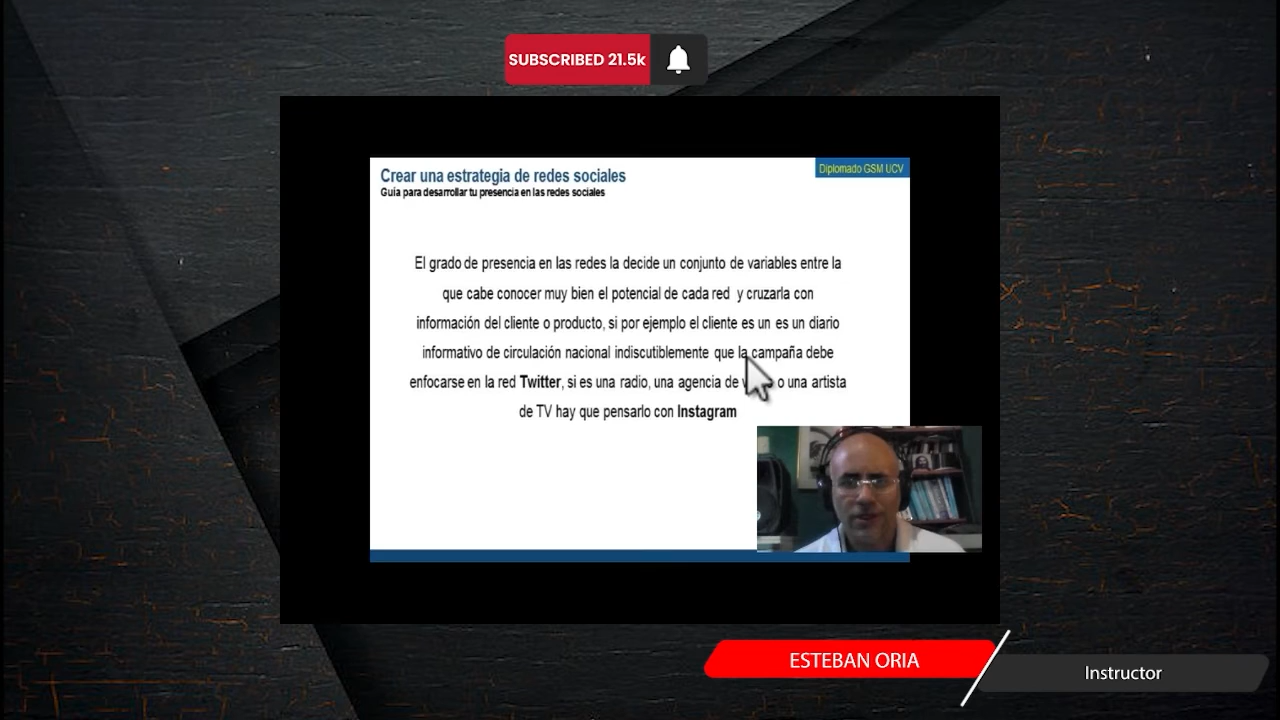 SUBSCRIBED 21.5k
Crear una estrategia de redes sociales
Diplomado GSM UCV
Guía para desarrollar tu presencia en las redes sociales
El grado de presencia en las redes la decide un conjunto de variables entre la
que cabe conocer muy bien el potencial de cada red y cruzarla con
información del cliente o producto, si por ejemplo el cliente es un es un diario
informativo de circulación nacional indiscutiblemente que la campaña debe
enfocarse en la red Twitter, si es una radio, una agencia de o una artista
de TV hay que pensarlo con Instagram
ESTEBAN ORIA
Instructor